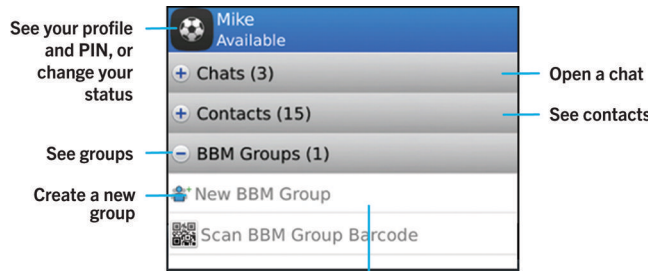 See your profile
and PIN, or
change your
status
Mike
Available
Chats (3)
Open a chat
Contacts (15)
See contacts
See groups
BBM Groups (1)
Create a new
group
New BBM Group
Scan BBM Group Barcode